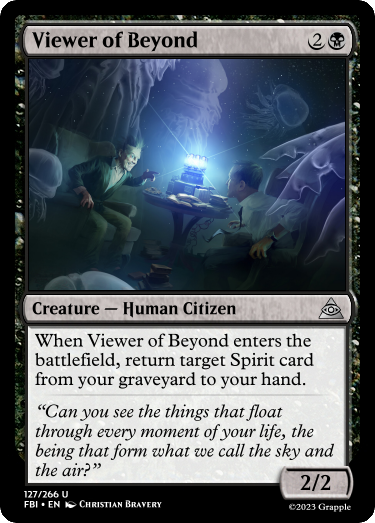 Viewer of Beyond 2
Creature — Human Citizen
When Viewer of Beyond enters the
battlefield, return target Spirit card
from your graveyard to your hand.
“Can you see the things that float
through every moment of your life, the
being that form what we call the sky and
the air?”
2/2
127/266 U
FBI • EN Christian Bravery
©2023 Grapple